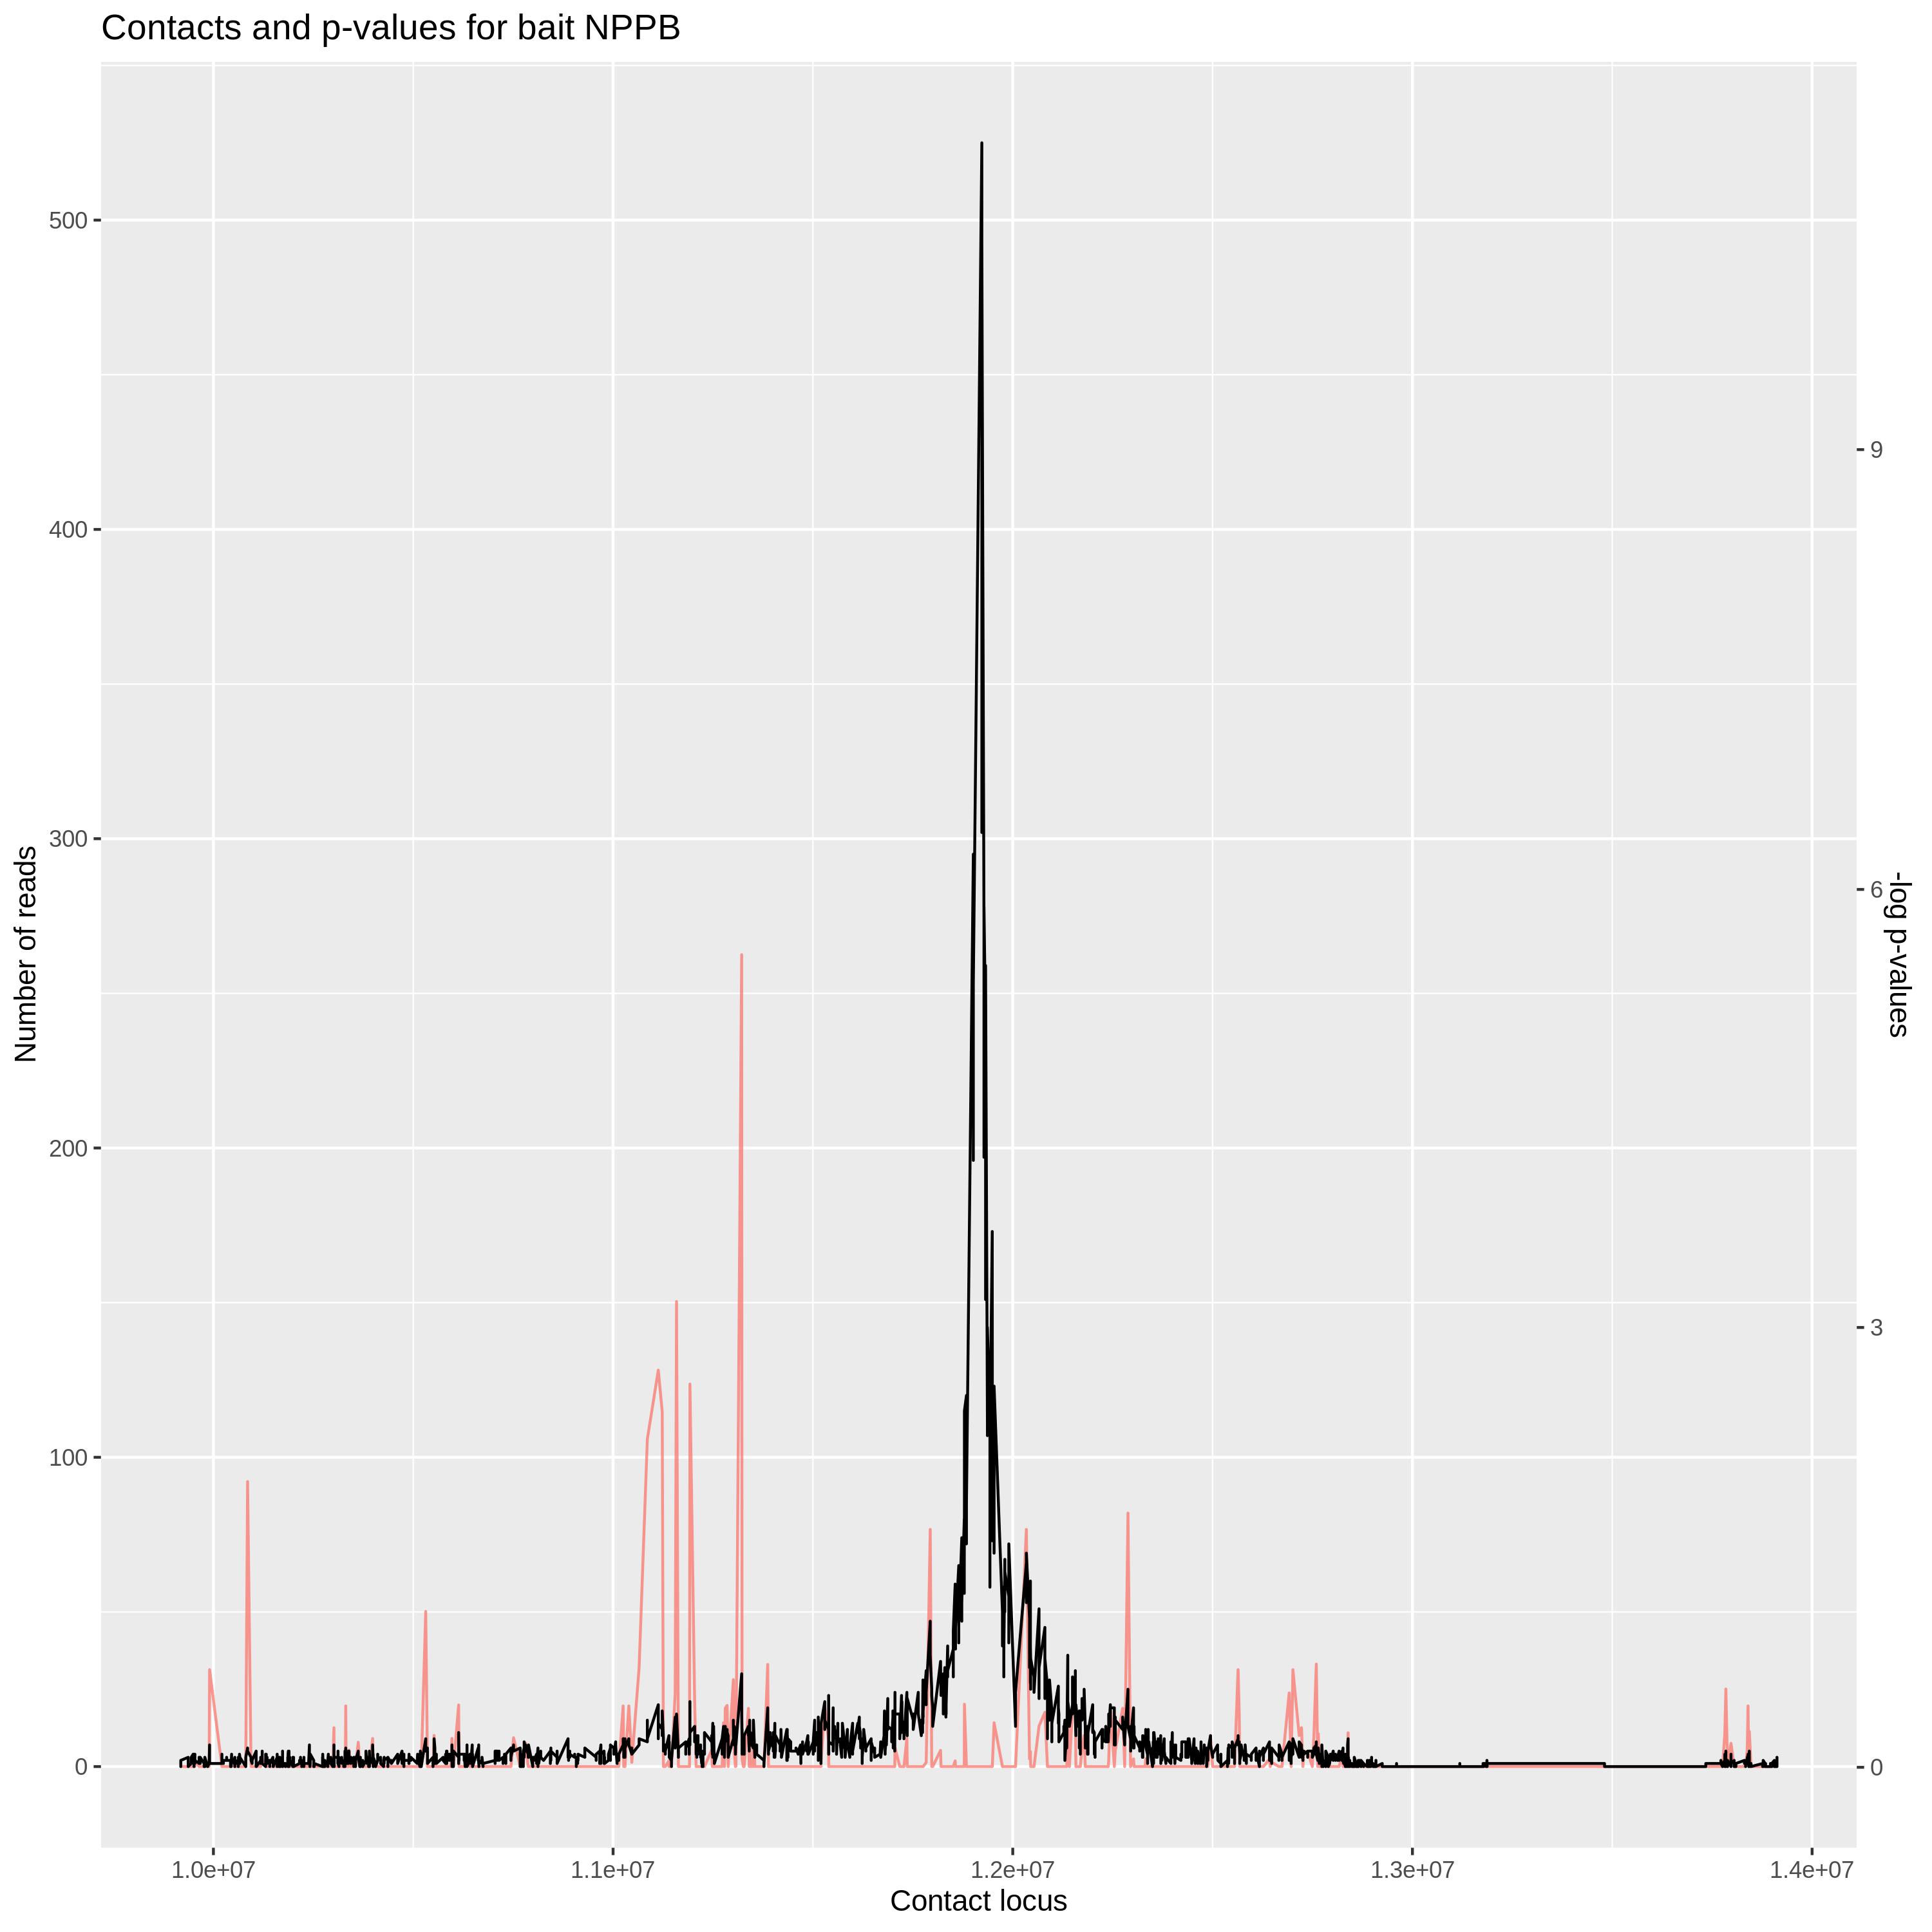 Contacts and p-values for bait NPPB
500
400
300
200
100
0
Number of reads
9
6
3
0
-log p-values
1.0e+07
1.1e+07
1.2e+07
1.3e+07
1.4e+07
Contact locus